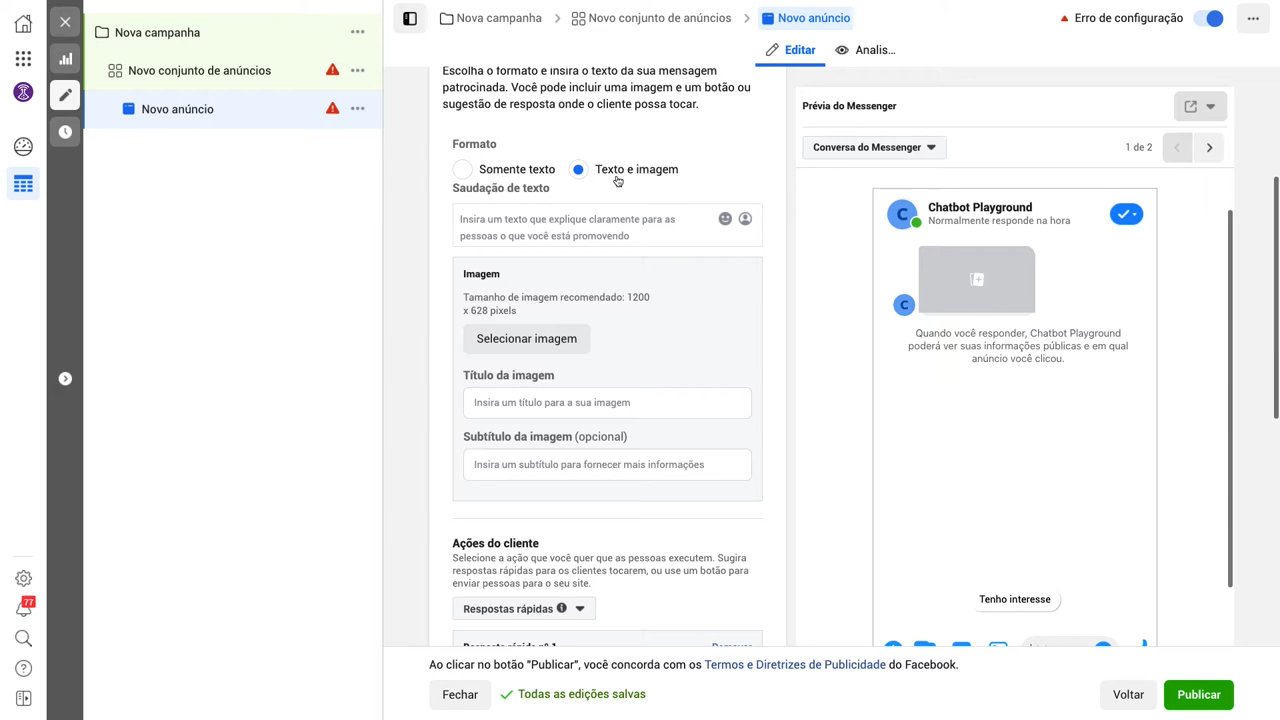 Nova campanha
Novo conjunto de anúncios
Novo anúncio
77
Nova campanha
Novo conjunto de anúncios
Novo anúncio
Erro de configuração
Editar
Analis...
Escolha o formato e insira o texto da sua mensagem
patrocinada. Você pode incluir uma imagem e um botão ou
sugestão de resposta onde o cliente possa tocar.
Formato
Somente texto
Texto e imagem
Saudação de texto
Insira um texto que explique claramente para as
pessoas o que você está promovendo
Imagem
Tamanho de imagem recomendado: 1200
x 628 pixels
Selecionar imagem
Título da imagem
Insira um título para a sua imagem
Subtítulo da imagem (opcional)
Insira um subtítulo para fornecer mais informações
Ações do cliente
Selecione a ação que você quer que as pessoas executem. Sugira
respostas rápidas para os clientes tocarem, ou use um botão para
enviar pessoas para o seu site.
Respostas rápidas
Prévia do Messenger
Conversa do Messenger
1 de 2
C
Chatbot Playground
Normalmente responde na hora
C
Quando você responder, Chatbot Playground
poderá ver suas informações públicas e em qual
anúncio você clicou.
Tenho interesse
Ao clicar no botão "Publicar", você concorda com os Termos e Diretrizes de Publicidade do Facebook.
Fechar
Todas as edições salvas
Voltar
Publicar